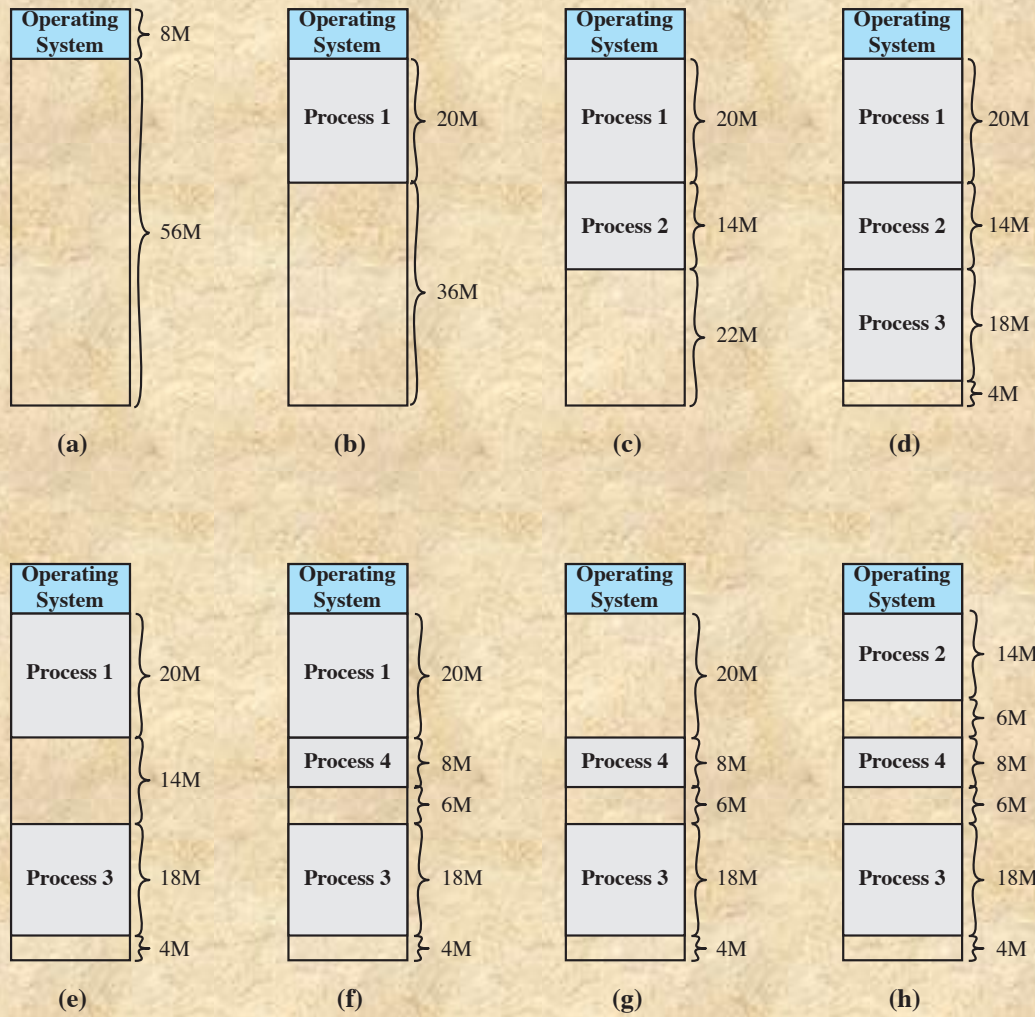 Operating
System
8M
56M
(a)
Operating
System
Process 1
20M
36M
(b)
Operating
System
Process 1
20M
Process 2
14M
22M
(c)
Operating
System
Process 1
20M
Process 2
14M
Process 3
18M
4M
(d)
Operating
System
Process 1
20M
14M
Process 3
18M
4M
(e)
Operating
System
Process 1
20M
Process 4
8M
6M
Process 3
18M
4M
(f)
Operating
System
20M
Process 4
8M
6M
Process 3
18M
4M
(g)
Operating
System
Process 2
14M
6M
Process 4
8M
6M
Process 3
18M
4M
(h)